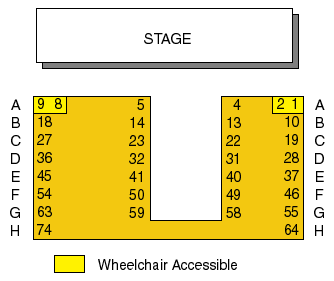 STAGE
A 9 8 5 4 2 1 A
B 18 14 13 10 B
C 27 23 22 19 C
D 36 32 31 28 D
E 45 41 40 37 E
F 54 50 49 46 F
G 63 59 58 55 G
H 74 64 H
Wheelchair Accessible